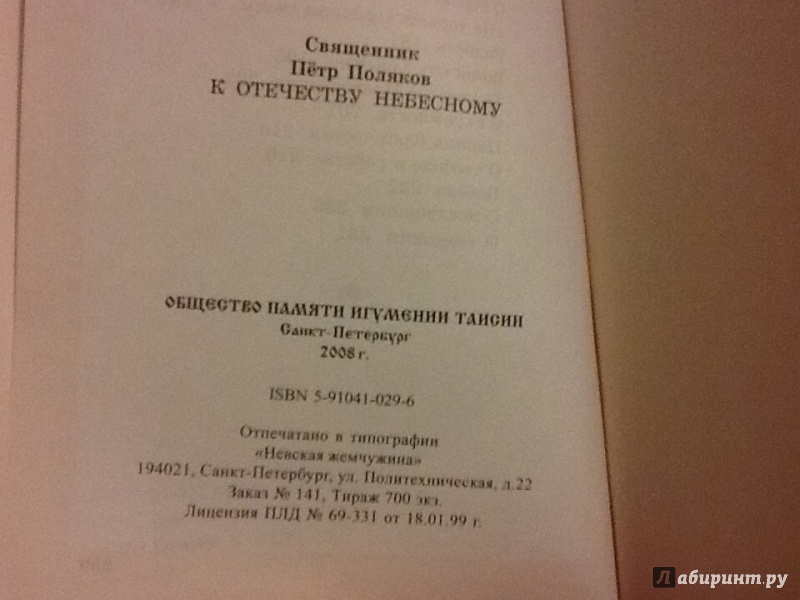 Священник
Пётр Поляков
К ОТЕЧЕСТВУ НЕБЕСНОМУ
ОБЩЕСТВО ПАМЯТИ ИГУМЕНИИ ТАИСИИ
Санкт-Петербург
2008 г.
ISBN 5-91041-029-6
Отпечатано в типографии
«Невская жемчужина»
194021, Санкт-Петербург, ул. Политехническая, д.22
Заказ № 141, Тираж 700 экз.
Лицензия ПЛД № 69-331 от 18.01.99 г.
Лабиринт.ру